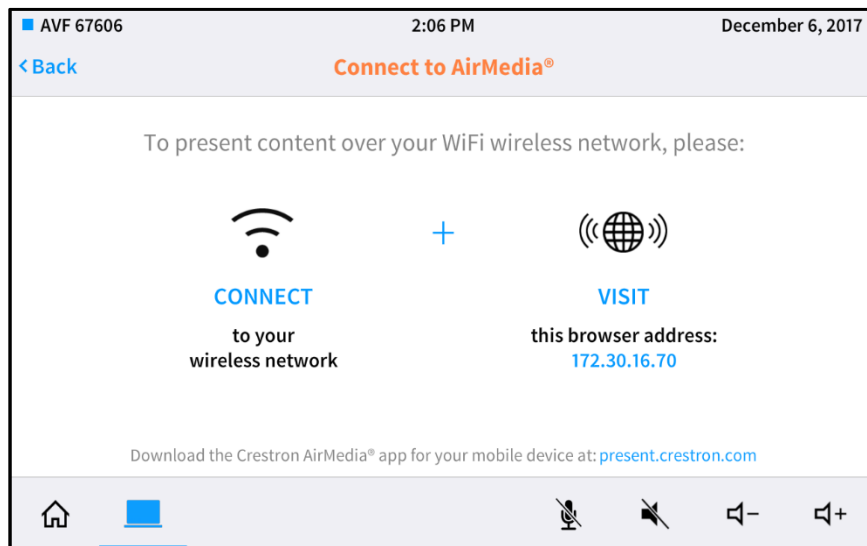 AVF 67606
2:06 PM
December 6, 2017
<Back
Connect to AirMedia®
To present content over your WiFi wireless network, please:
+
CONNECT
VISIT
to your
wireless network
this browser address:
172.30.16.70
Download the Crestron AirMedia® app for your mobile device at: present.crestron.com